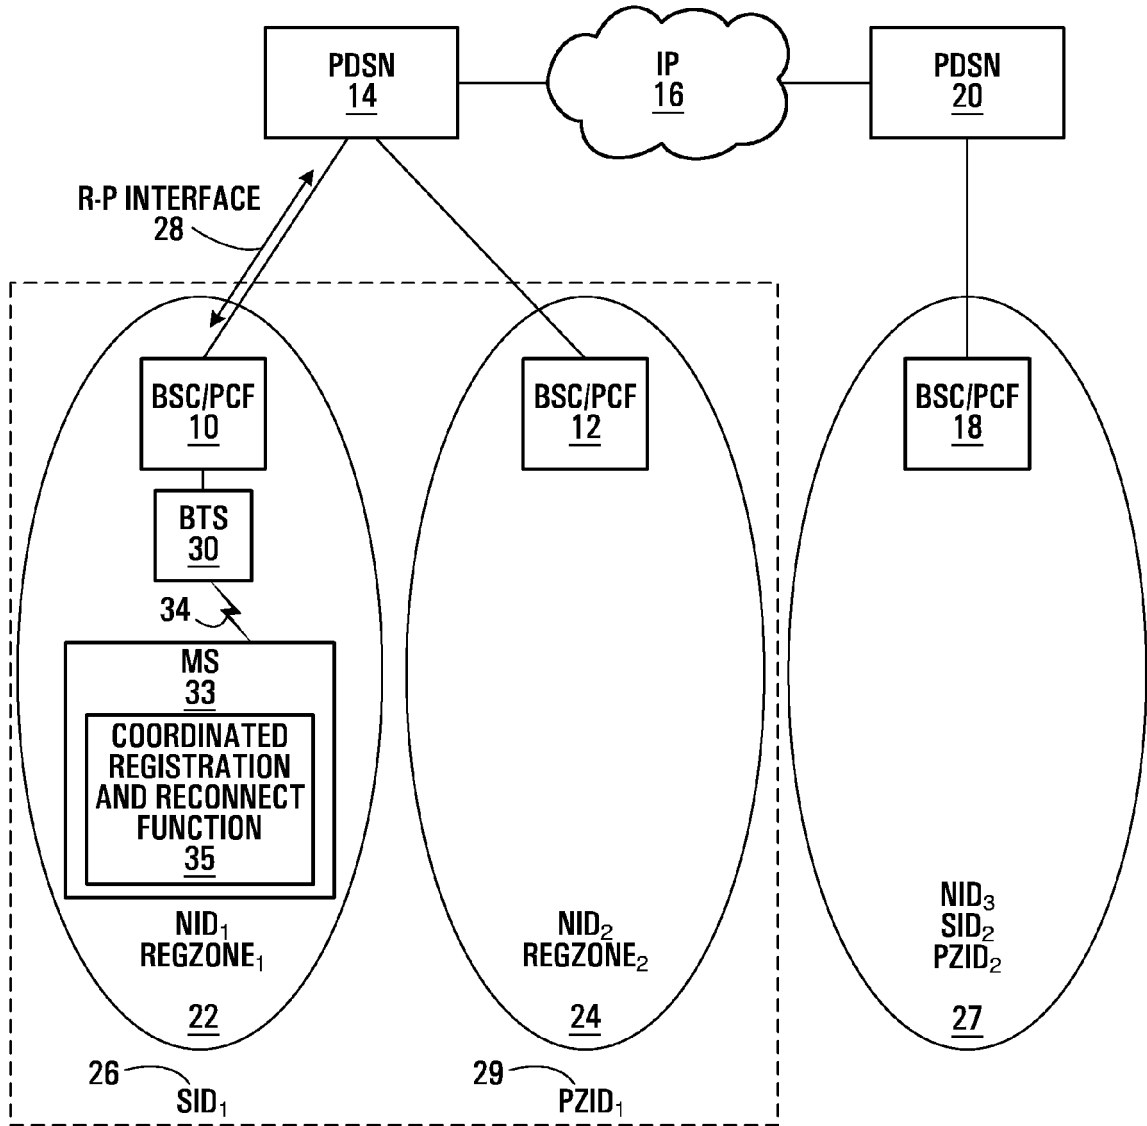 PDSN
14
IP
16
PDSN
20
R-P INTERFACE
28
BSC/PCF
10
BSC/PCF
12
BSC/PCF
18
BTS
30
34
MS
33
COORDINATED
REGISTRATION
AND RECONNECT
FUNCTION
35
NID₁
REGZONE₁
22
NID₂
REGZONE₂
24
NID₃
SID₂
PZID₂
27
26
SID₁
29
PZID₁